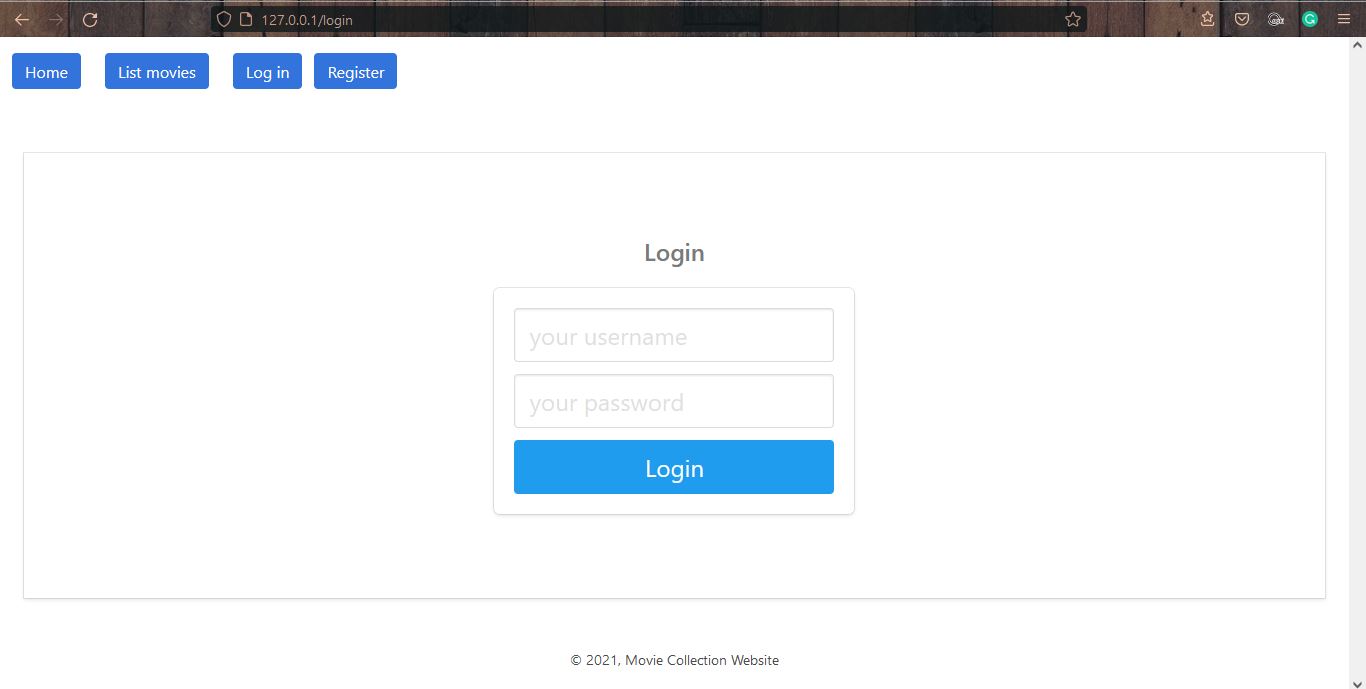 127.0.0.1/login
Home List movies Log in Register
Login
your username
your password
Login
© 2021, Movie Collection Website